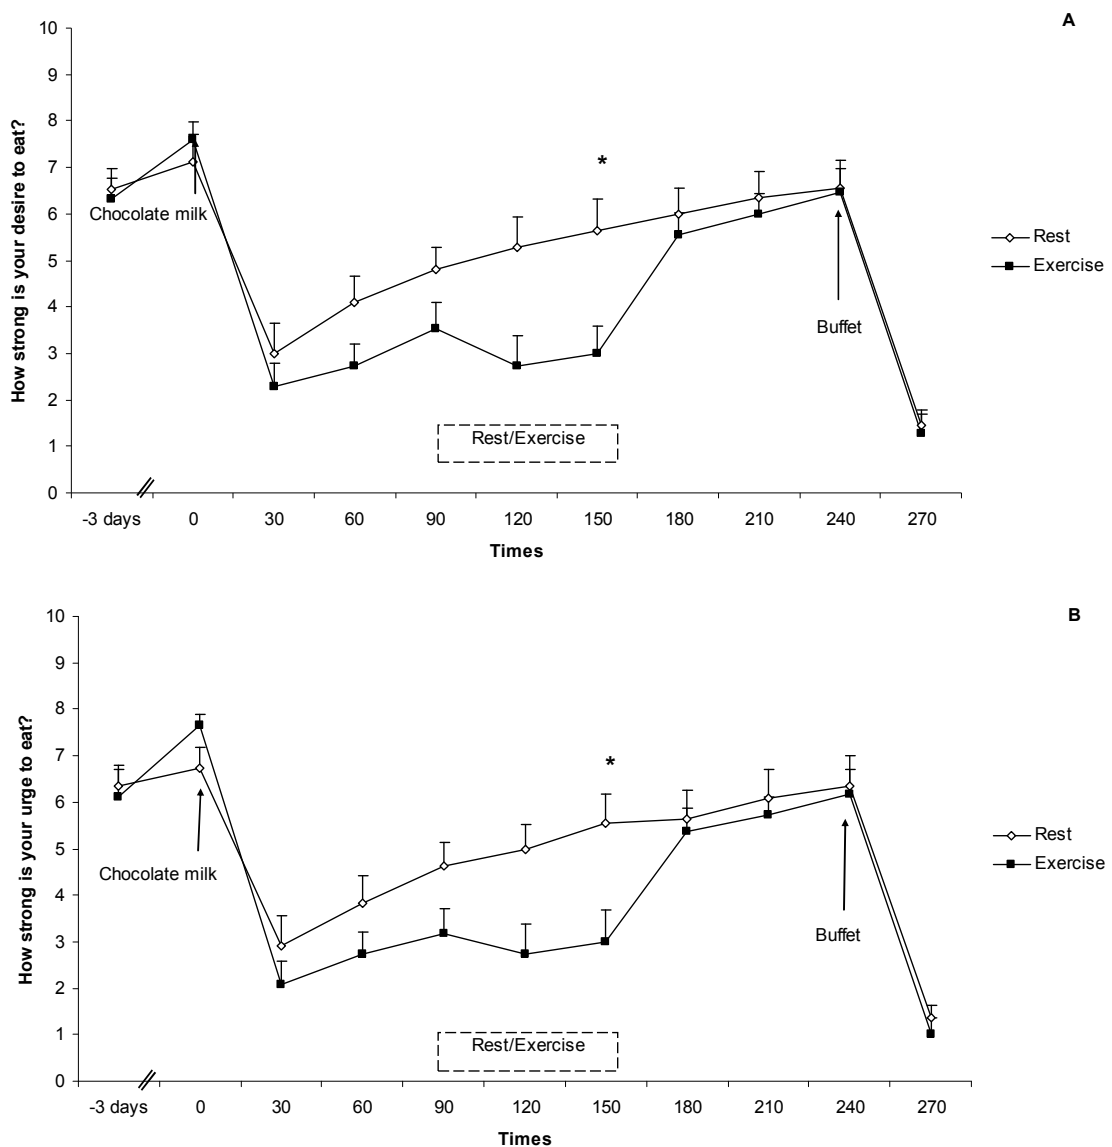 A
How strong is your desire to eat?
10
9
8
7
6
5
4
3
2
1
0
*
Chocolate milk
Buffet
Rest/Exercise
Rest
Exercise
-3 days 0 30 60 90 120 150 180 210 240 270
Times
B
How strong is your urge to eat?
10
9
8
7
6
5
4
3
2
1
0
*
Chocolate milk
Buffet
Rest/Exercise
Rest
Exercise
-3 days 0 30 60 90 120 150 180 210 240 270
Times